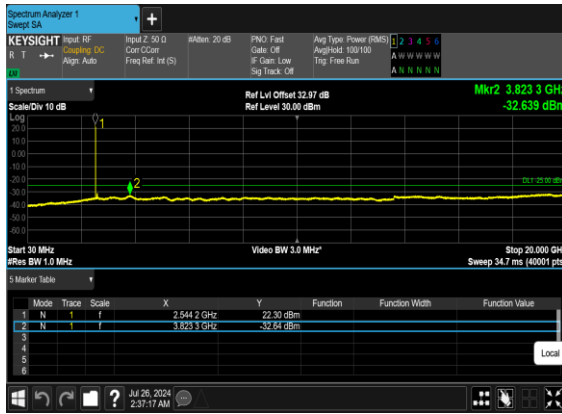 Spectrum Analyzer 1
Swept SA
+
KEYSIGHT
R T
Input: RF
Coupling: DC
Align: Auto
Input Z: 50 Ω
Corr CCorr
Freq Ref: Int (S)
#Atten: 20 dB
PNO: Fast
Gate: Off
IF Gain: Low
Sig Track: Off
Avg Type: Power (RMS)
Avg|Hold: 100/100
Trig: Free Run
1 2 3 4 5 6
A W W W W W
A N N N N N
1 Spectrum
Scale/Div 10 dB
Ref Lvl Offset 32.97 dB
Ref Level 30.00 dBm
Mkr2 3.823 3 GHz
-32.639 dBm
Log
20.0
10.0
0.00
-10.0
-20.0
-30.0
-40.0
-50.0
-60.0
1
2
DL1 -25.00 dBm
Start 30 MHz
#Res BW 1.0 MHz
Video BW 3.0 MHz*
Stop 20.000 GH
Sweep 34.7 ms (40001 pts
5 Marker Table
Mode Trace Scale X Y Function Function Width Function Value
1 N 1 f 2.544 2 GHz 22.30 dBm
2 N 1 f 3.823 3 GHz -32.64 dBm
3
4
5
6
Local
?
Jul 26, 2024
2:37:17 AM